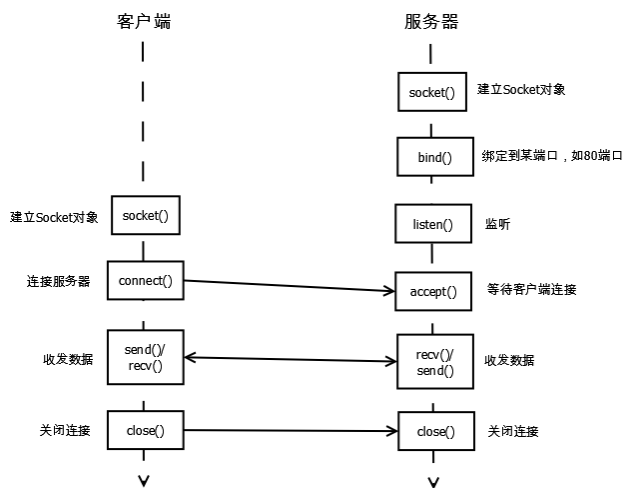 客户端
服务器
socket()
建立Socket对象
bind()
绑定到某端口，如80端口
建立Socket对象
socket()
listen()
监听
连接服务器
connect()
accept()
等待客户端连接
收发数据
send()/
recv()
recv()/
send()
收发数据
关闭连接
close()
close()
关闭连接